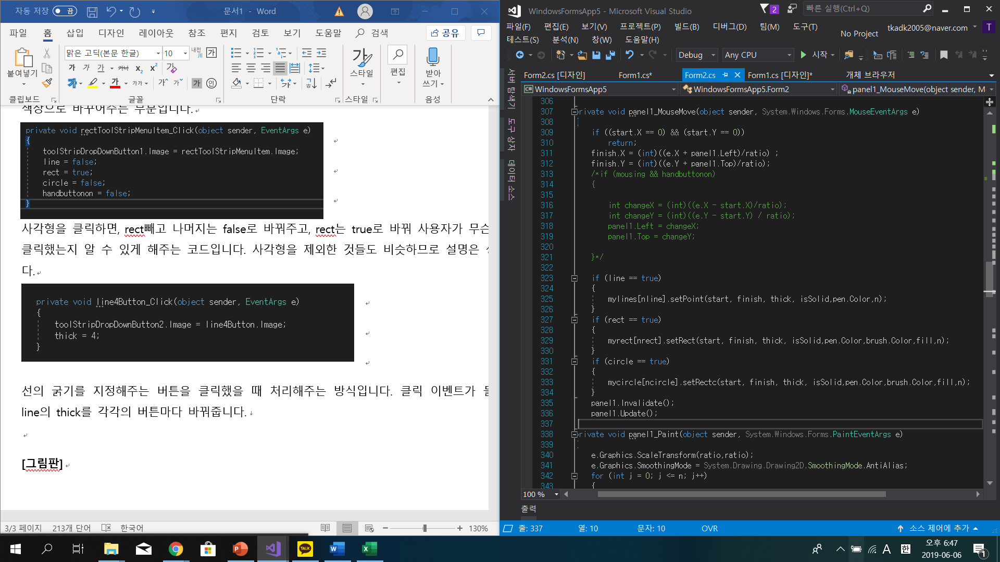 자동 저장 끔 문서1 - Word
파일 홈 삽입 디자인 레이아웃 참조 편지 검토 보기 도움말 검색 공유
맑은 고딕(본문 한글) 10
붙여넣기 스타일 편집 받아쓰기
클립보드 글꼴 단락 스타일 음성
색상으로 바꾸어주는 부분입니다.
private void rectToolStripMenuItem_Click(object sender, EventArgs e)
{
toolStripDropDownButton1.Image = rectToolStripMenuItem.Image;
line = false;
rect = true;
circle = false;
handbuttonon = false;
}
사각형을 클릭하면, rect빼고 나머지는 false로 바꿔주고, rect는 true로 바꿔 사용자가 무슨
클릭했는지 알 수 있게 해주는 코드입니다. 사각형을 제외한 것들도 비슷하므로 설명은
다.
private void line4Button_Click(object sender, EventArgs e)
{
toolStripDropDownButton2.Image = line4Button.Image;
thick = 4;
}
선의 굵기를 지정해주는 버튼을 클릭했을 때 처리해주는 방식입니다. 클릭 이벤트가
line의 thick를 각각의 버튼마다 바꿔줍니다.
[그림판]
3/3 페이지 213개 단어 한국어 130%
WindowsFormsApp5 - Microsoft Visual Studio 2 빠른 실행(Ctrl+Q)
파일(F) 편집(E) 보기(V) 프로젝트(P) 빌드(B) 디버그(D) 팀(M) 도구(T)
No Project tkadk2005@naver.com T
테스트(S) 분석(N) 창(W) 도움말(H)
Debug Any CPU 시작
Form2.cs [디자인] Form1.cs* Form2.cs Form1.cs [디자인]* 개체 브라우저
WindowsFormsApp5 WindowsFormsApp5.Form2 panel1_MouseMove(object sender, M
서버 탐색기
도구 상자
데이터 소스
306
307 private void panel1_MouseMove(object sender, System.Windows.Forms.MouseEventArgs e)
308 {
309 if ((start.X == 0) && (start.Y == 0))
310 return;
311 finish.X = (int)((e.X + panel1.Left)/ratio) ;
312 finish.Y = (int)((e.Y + panel1.Top)/ratio);
313 /*if (mousing && handbuttonon)
314 {
315
316 int changeX = (int)((e.X - start.X)/ratio);
317 int changeY = (int)((e.Y - start.Y) / ratio);
318 panel1.Left = changeX;
319 panel1.Top = changeY;
320
321 }*/
322
323 if (line == true)
324 {
325 mylines[nline].setPoint(start, finish, thick, isSolid,pen.Color,n);
326 }
327 if (rect == true)
328 {
329 myrect[nrect].setRect(start, finish, thick, isSolid,pen.Color,brush.Color,fill,n);
330 }
331 if (circle == true)
332 {
333 mycircle[ncircle].setRectc(start, finish, thick, isSolid,pen.Color,brush.Color,fill,n);
334 }
335 panel1.Invalidate();
336 panel1.Update();
337
338 private void panel1_Paint(object sender, System.Windows.Forms.PaintEventArgs e)
339
340 e.Graphics.ScaleTransform(ratio,ratio);
341 e.Graphics.SmoothingMode = System.Drawing.Drawing2D.SmoothingMode.AntiAlias;
342 for (int j = 0; j <= n; j++)
343 {
100 %
출력
줄: 337 열: 10 문자: 10 OVR 소스 제어에 추가
A 한 오후 6:47
2019-06-06 1